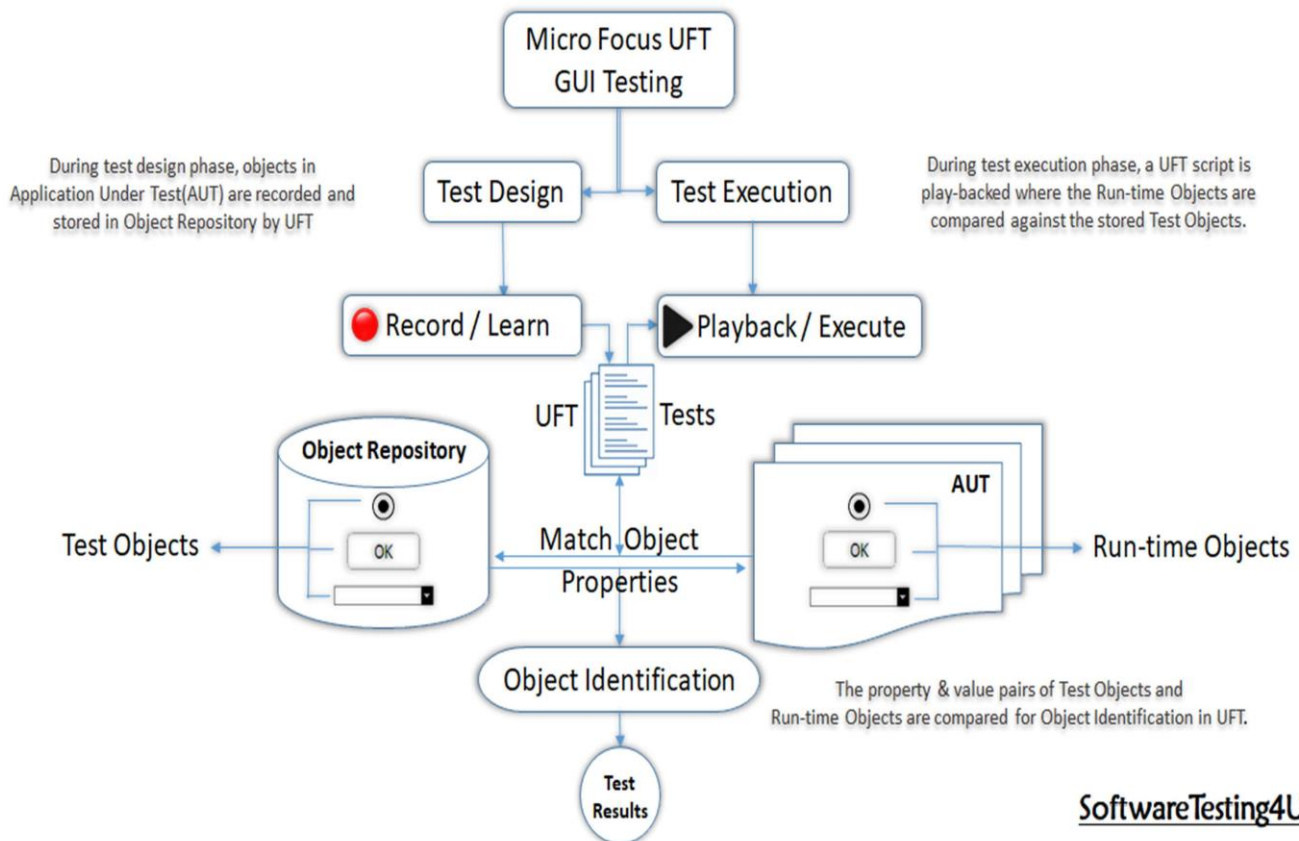 Micro Focus UFT
GUI Testing
During test design phase, objects in
Application Under Test(AUT) are recorded and
stored in Object Repository by UFT
Test Design
Test Execution
During test execution phase, a UFT script is
play-backed where the Run-time Objects are
compared against the stored Test Objects.
Record / Learn
Playback / Execute
UFT
Tests
Object Repository
AUT
OK
OK
Test Objects
Match Object
Properties
Run-time Objects
Object Identification
The property & value pairs of Test Objects and
Run-time Objects are compared for Object Identification in UFT.
Test
Results
SoftwareTesting4U